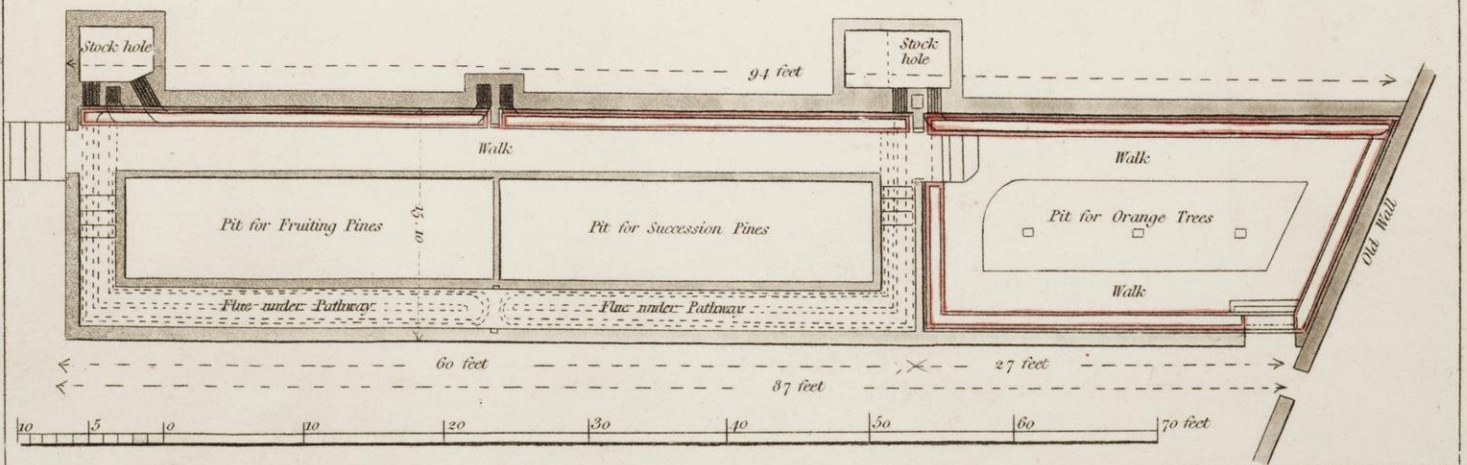 Stock hole
Stock
hole
94 feet
Walk
Walk
Pit for Fruiting Pines
15. 10
Pit for Succession Pines
Pit for Orange Trees
Old Wall
Flue under Pathway
Flue under Pathway
Walk
60 feet
27 feet
87 feet
10 5 0 10 20 30 40 50 60 70 feet